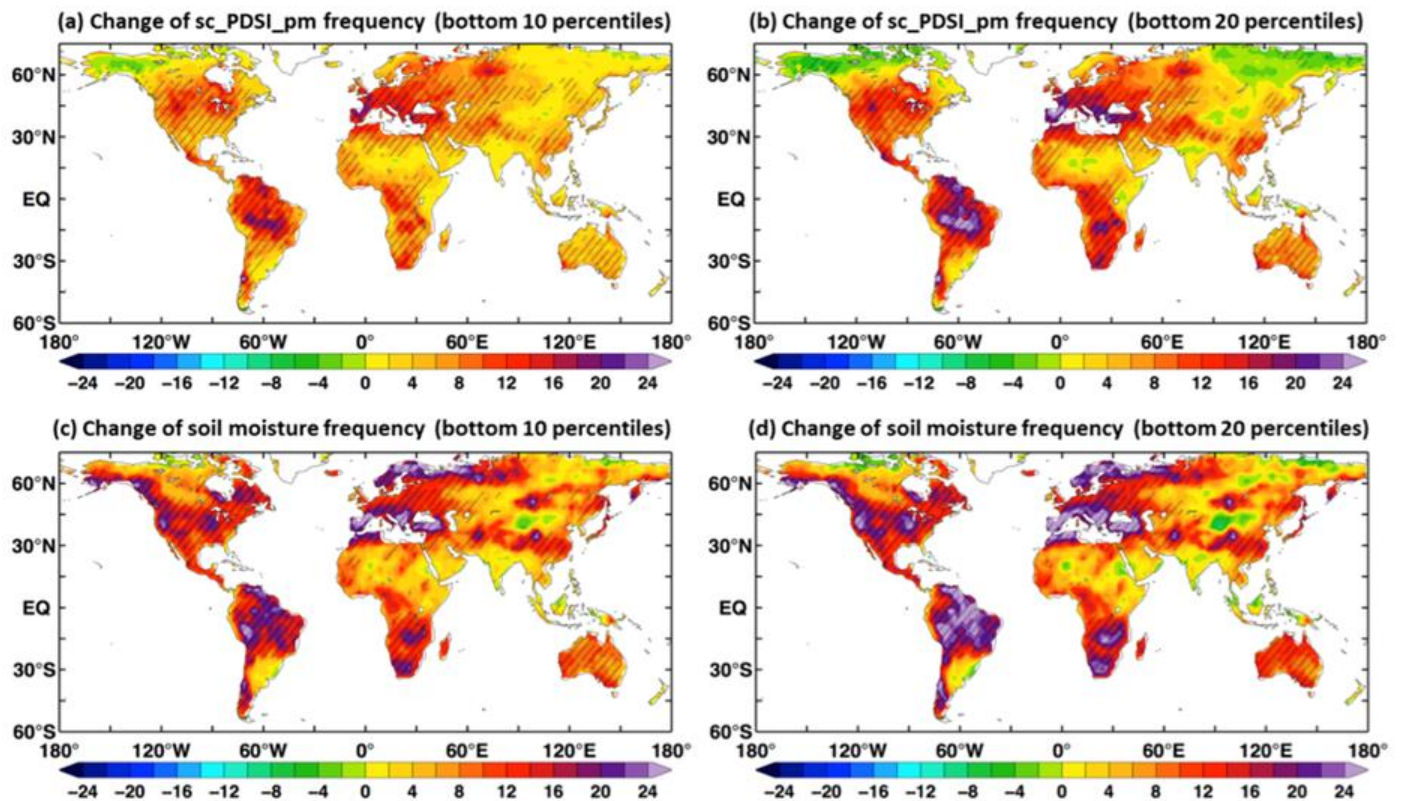 (a) Change of sc_PDSI_pm frequency (bottom 10 percentiles)
60°N
30°N
EQ
30°S
60°S
180° 120°W 60°W 0° 60°E 120°E 180°
−24 −20 −16 −12 −8 −4 0 4 8 12 16 20 24
(b) Change of sc_PDSI_pm frequency (bottom 20 percentiles)
60°N
30°N
EQ
30°S
60°S
180° 120°W 60°W 0° 60°E 120°E 180°
−24 −20 −16 −12 −8 −4 0 4 8 12 16 20 24
(c) Change of soil moisture frequency (bottom 10 percentiles)
60°N
30°N
EQ
30°S
60°S
180° 120°W 60°W 0° 60°E 120°E 180°
−24 −20 −16 −12 −8 −4 0 4 8 12 16 20 24
(d) Change of soil moisture frequency (bottom 20 percentiles)
60°N
30°N
EQ
30°S
60°S
180° 120°W 60°W 0° 60°E 120°E 180°
−24 −20 −16 −12 −8 −4 0 4 8 12 16 20 24